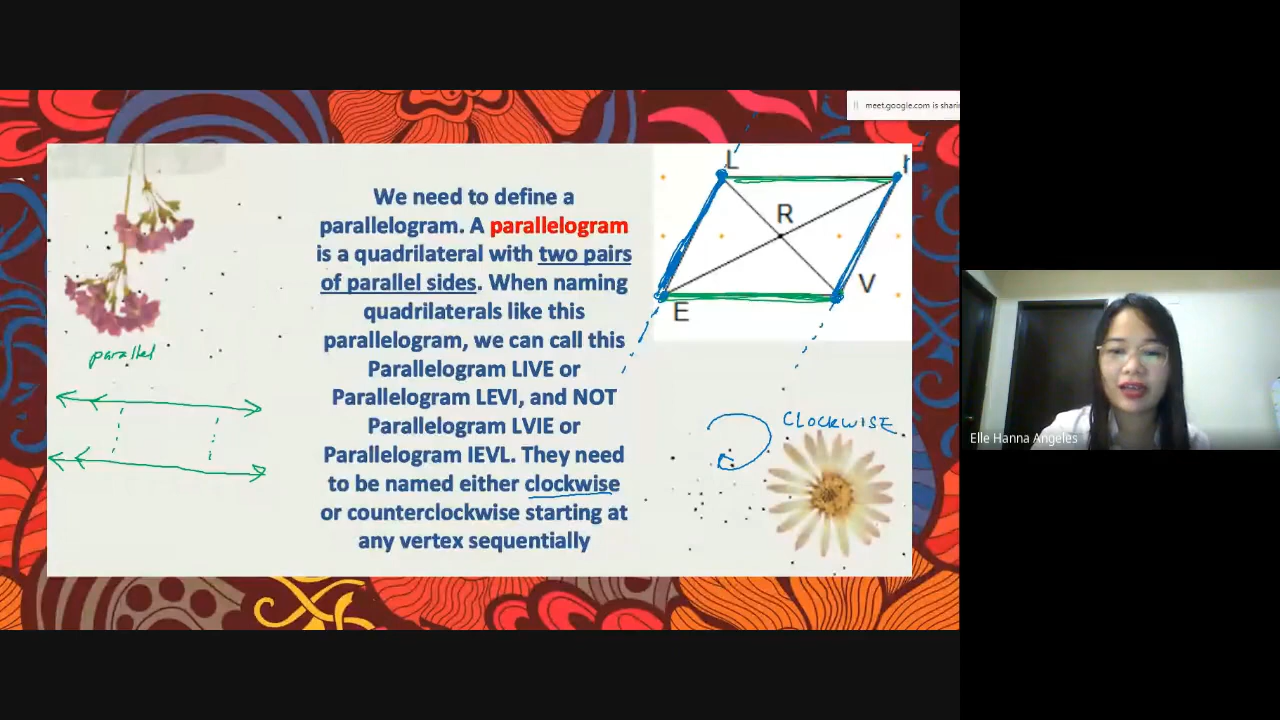 meet.google.com is sharin
We need to define a
parallelogram. A parallelogram
is a quadrilateral with two pairs
of parallel sides. When naming
quadrilaterals like this
parallelogram, we can call this
Parallelogram LIVE or
Parallelogram LEVI, and NOT
Parallelogram LVIE or
Parallelogram IEVL. They need
to be named either clockwise
or counterclockwise starting at
any vertex sequentially
L
R
V
E
parallel
CLOCKWISE
Elle Hanna Angeles